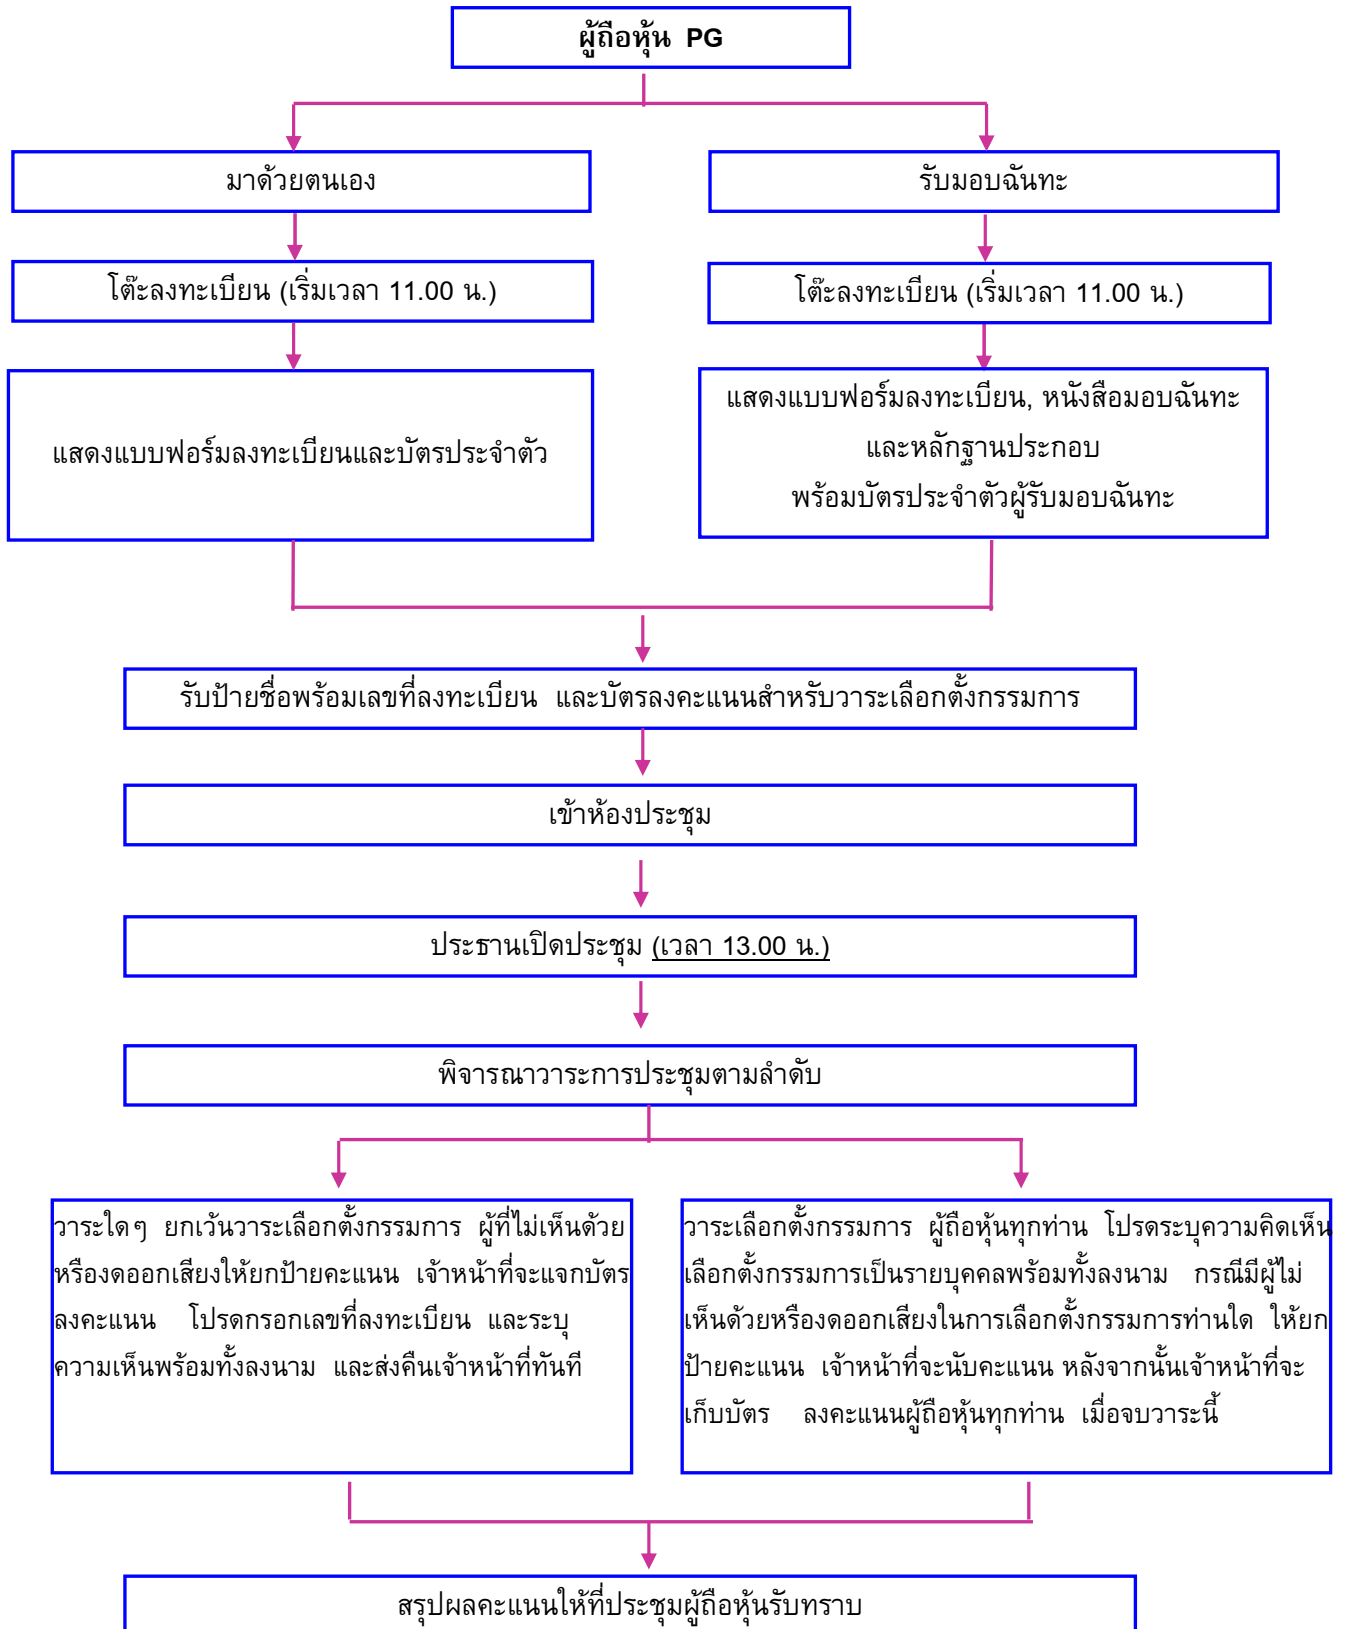 ผู้ถือหุ้น PG
มาด้วยตนเอง
รับมอบฉันทะ
โต๊ะลงทะเบียน (เริ่มเวลา 11.00 น.)
โต๊ะลงทะเบียน (เริ่มเวลา 11.00 น.)
แสดงแบบฟอร์มลงทะเบียนและบัตรประจำตัว
แสดงแบบฟอร์มลงทะเบียน, หนังสือมอบฉันทะ
และหลักฐานประกอบ
พร้อมบัตรประจำตัวผู้รับมอบฉันทะ
รับป้ายชื่อพร้อมเลขที่ลงทะเบียน และบัตรลงคะแนนสำหรับวาระเลือกตั้งกรรมการ
เข้าห้องประชุม
ประธานเปิดประชุม (เวลา 13.00 น.)
พิจารณาวาระการประชุมตามลำดับ
วาระใดๆ ยกเว้นวาระเลือกตั้งกรรมการ ผู้ที่ไม่เห็นด้วย
หรืองดออกเสียงให้ยกป้ายคะแนน เจ้าหน้าที่จะแจกบัตร
ลงคะแนน โปรดกรอกเลขที่ลงทะเบียน และระบุ
ความเห็นพร้อมทั้งลงนาม และส่งคืนเจ้าหน้าที่ทันที
วาระเลือกตั้งกรรมการ ผู้ถือหุ้นทุกท่าน โปรดระบุความคิดเห็น
เลือกตั้งกรรมการเป็นรายบุคคลพร้อมทั้งลงนาม กรณีมีผู้ไม่
เห็นด้วยหรืองดออกเสียงในการเลือกตั้งกรรมการท่านใด ให้ยก
ป้ายคะแนน เจ้าหน้าที่จะนับคะแนน หลังจากนั้นเจ้าหน้าที่จะ
เก็บบัตร ลงคะแนนผู้ถือหุ้นทุกท่าน เมื่อจบวาระนี้
สรุปผลคะแนนให้ที่ประชุมผู้ถือหุ้นรับทราบ